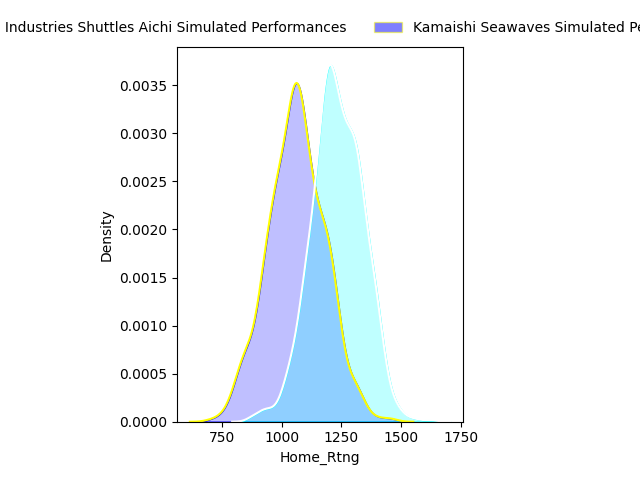 Industries Shuttles Aichi Simulated Performances
Kamaishi Seawaves Simulated
0.0035
0.0030
0.0025
0.0020
0.0015
0.0010
0.0005
0.0000
Density
750 1000 1250 1500 1750
Home_Rtng